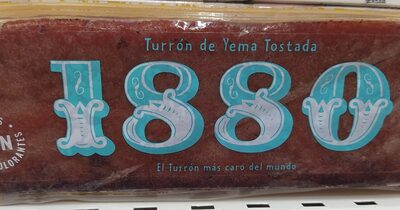 Turrón de Yema Tostada
1880
El Turrón más caro del mundo